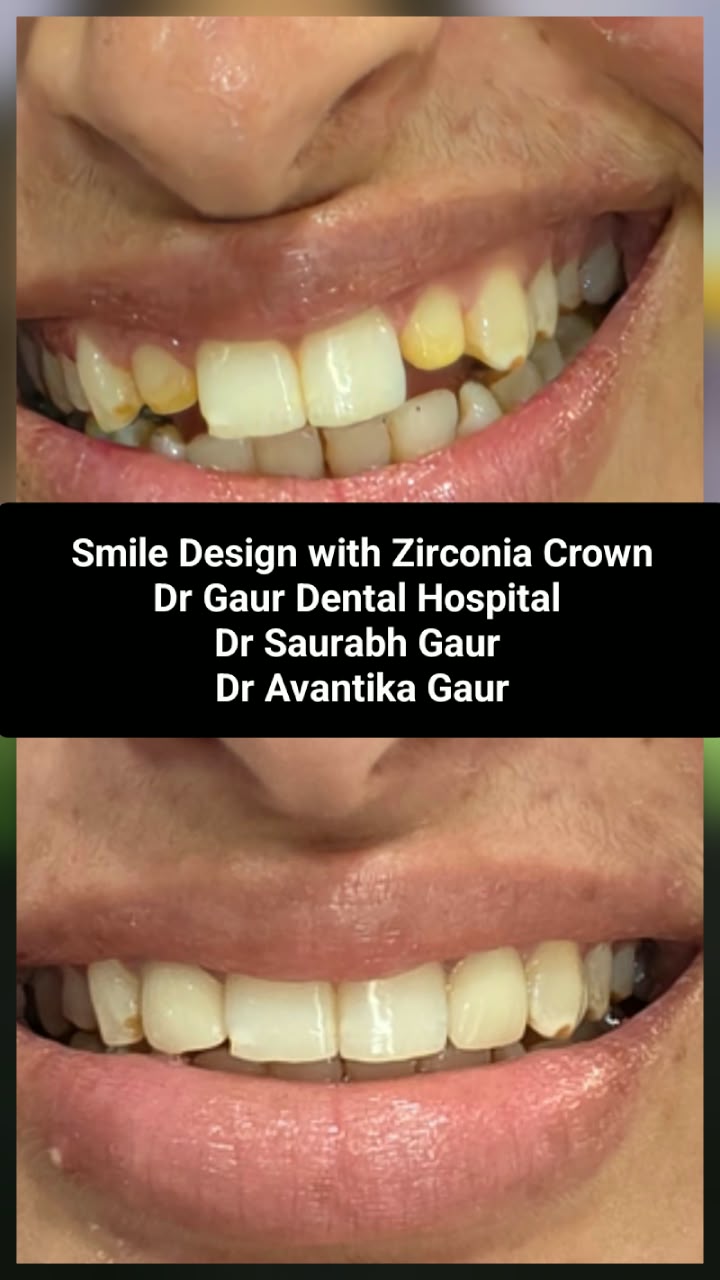 Smile Design with Zirconia Crown
Dr Gaur Dental Hospital
Dr Saurabh Gaur
Dr Avantika Gaur